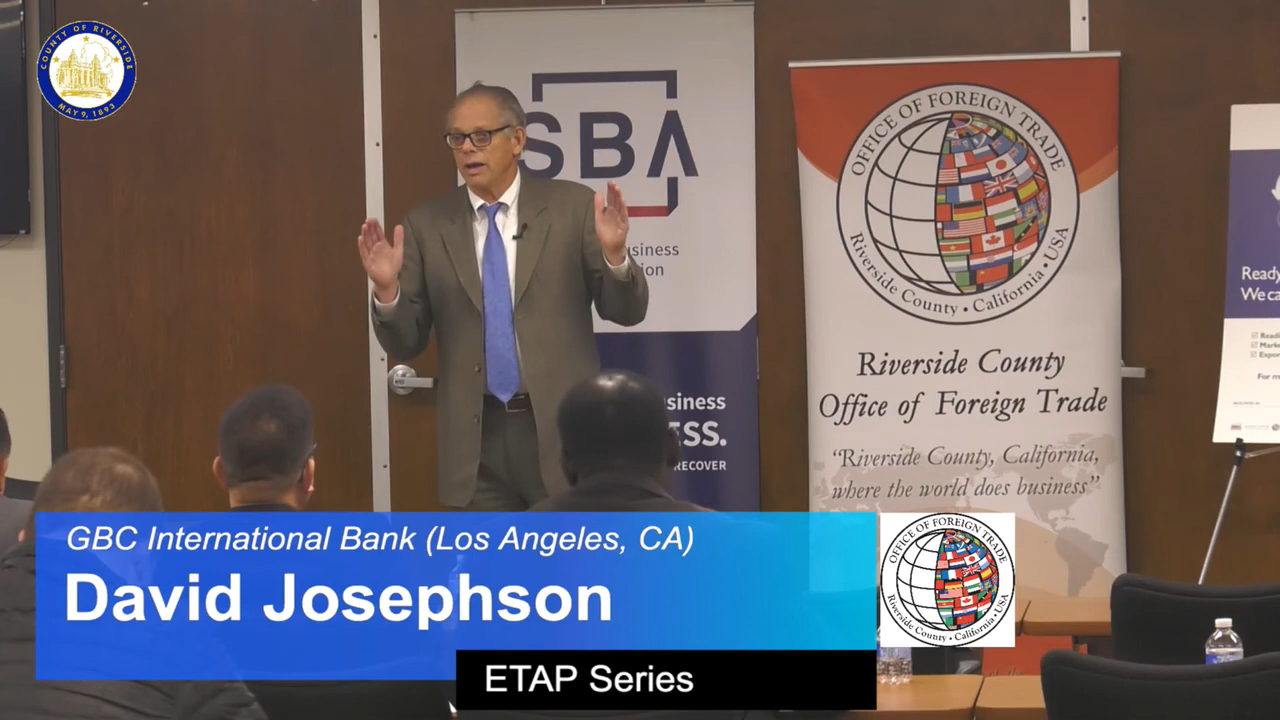 COUNTY OF RIVERSIDE
MAY 9, 1893
SBA
RECOVER
OFFICE OF FOREIGN TRADE
Riverside County • California • USA
Riverside County
Office of Foreign Trade
“Riverside County, California,
where the world does business”
Ready
We
For
GBC International Bank (Los Angeles, CA)
David Josephson
ETAP Series
OFFICE OF FOREIGN TRADE
Riverside County • California • USA